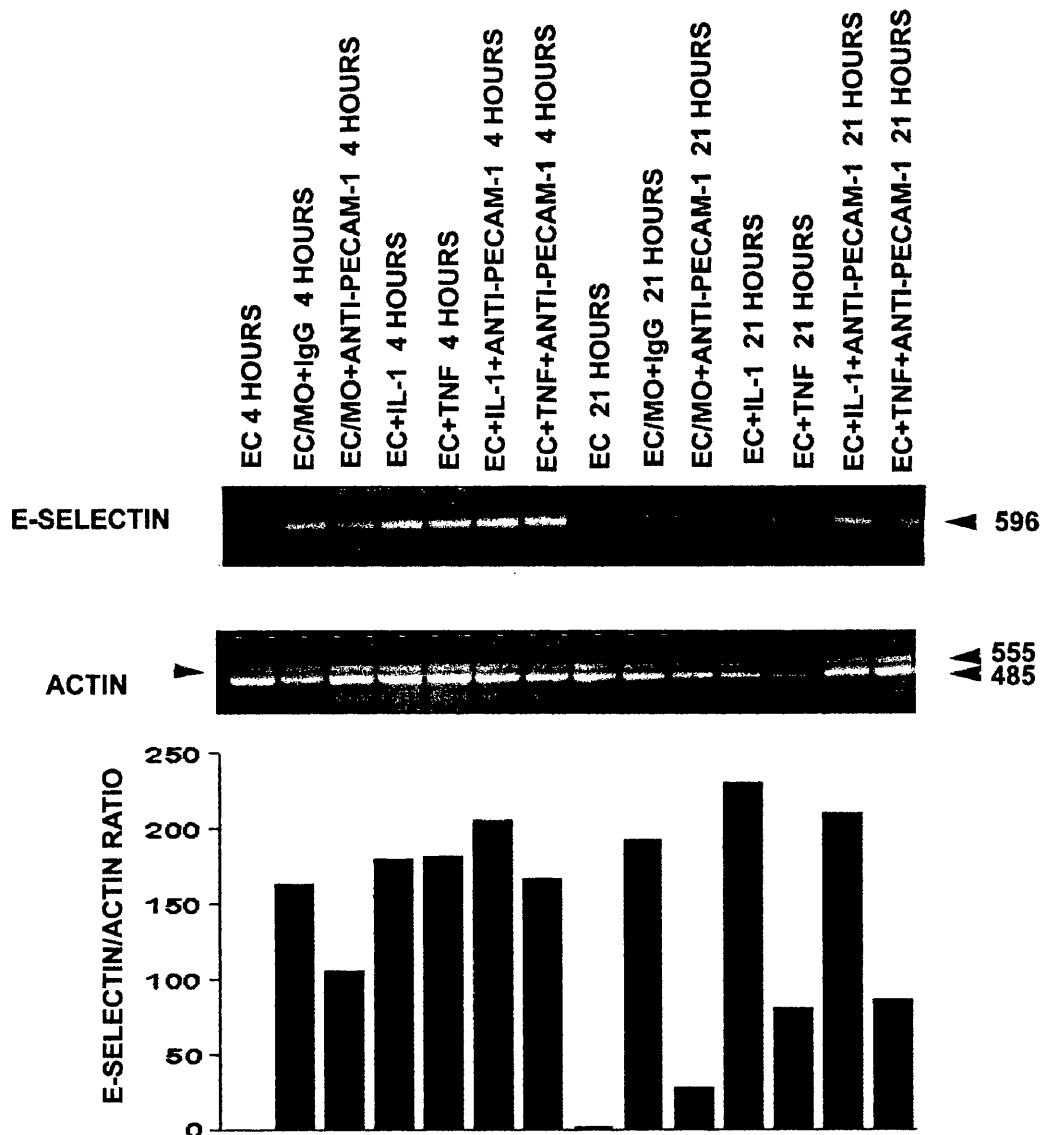 EC 4 HOURS
EC/MO+IgG 4 HOURS
EC/MO+ANTI-PECAM-1 4 HOURS
EC+IL-1 4 HOURS
EC+TNF 4 HOURS
EC+IL-1+ANTI-PECAM-1 4 HOURS
EC+TNF+ANTI-PECAM-1 4 HOURS
EC 21 HOURS
EC/MO+IgG 21 HOURS
EC/MO+ANTI-PECAM-1 21 HOURS
EC+IL-1 21 HOURS
EC+TNF 21 HOURS
EC+IL-1+ANTI-PECAM-1 21 HOURS
EC+TNF+ANTI-PECAM-1 21 HOURS
E-SELECTIN
596
ACTIN
555
485
E-SELECTIN/ACTIN RATIO
250
200
150
100
50
0